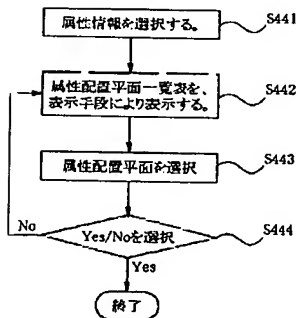 属性情報を選択する。
S441
属性配置平面一覧表を、
表示手段により表示する。
S442
属性配置平面を選択
S443
Yes/Noを選択
S444
No
Yes
終了